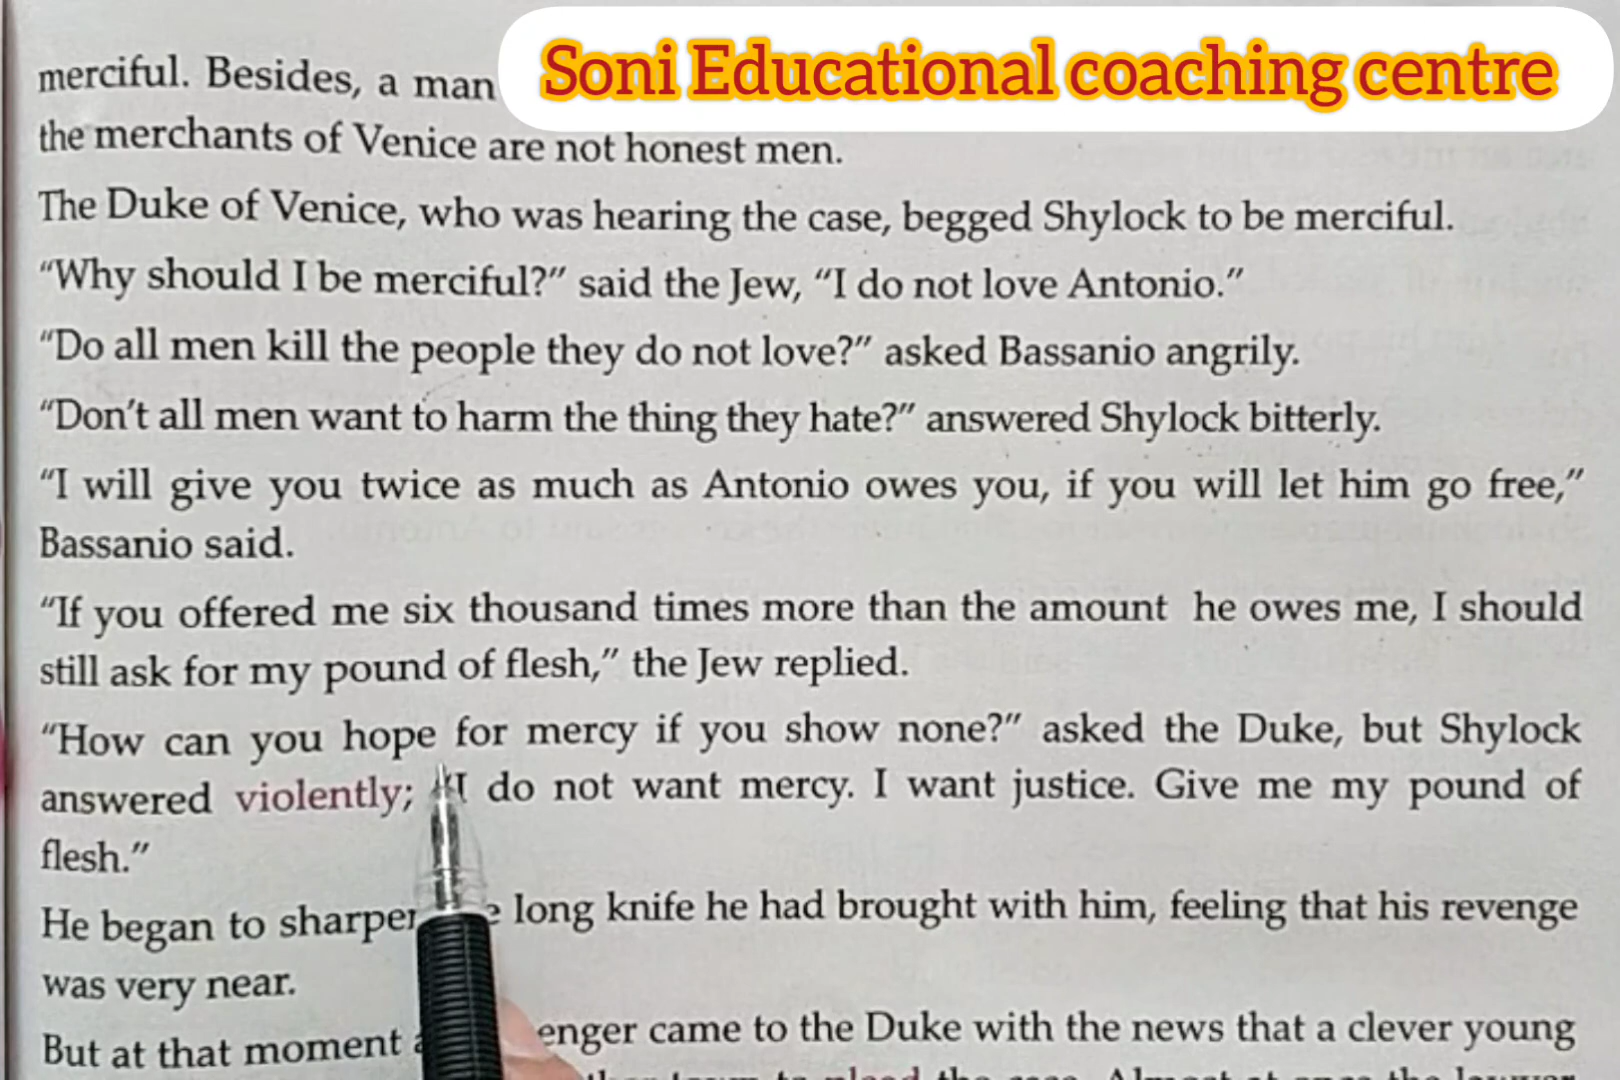 Soni Educational coaching centre
merciful. Besides, a man
the merchants of Venice are not honest men.
The Duke of Venice, who was hearing the case, begged Shylock to be merciful.
“Why should I be merciful?” said the Jew, “I do not love Antonio.”
“Do all men kill the people they do not love?” asked Bassanio angrily.
“Don’t all men want to harm the thing they hate?” answered Shylock bitterly.
“I will give you twice as much as Antonio owes you, if you will let him go free,”
Bassanio said.
“If you offered me six thousand times more than the amount he owes me, I should
still ask for my pound of flesh,” the Jew replied.
“How can you hope for mercy if you show none?” asked the Duke, but Shylock
answered violently; “I do not want mercy. I want justice. Give me my pound of
flesh.”
He began to long knife he had brought with him, feeling that his revenge
was very near.
But at that moment came to the Duke with the news that a clever young
to plead the case. Almost at once the lawyer